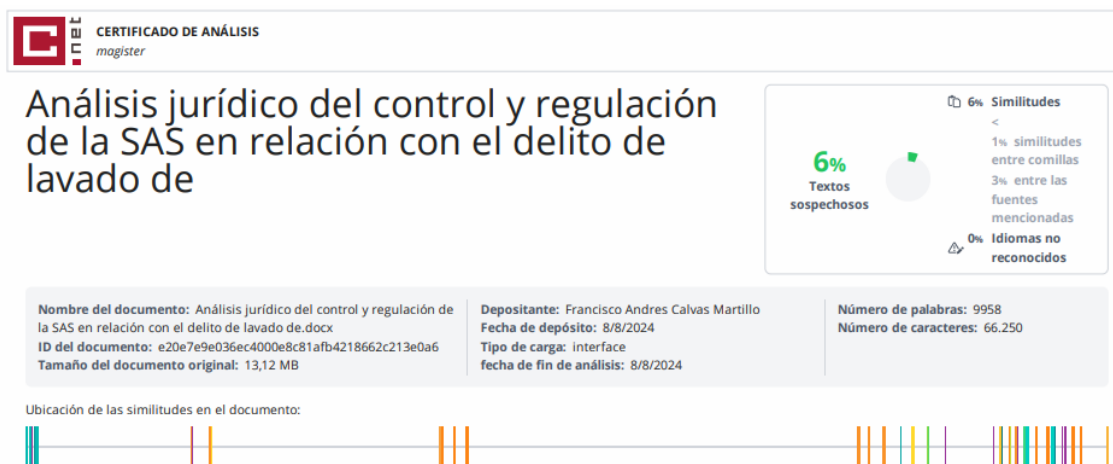 C.net
CERTIFICADO DE ANÁLISIS
magister
Análisis jurídico del control y regulación
de la SAS en relación con el delito de
lavado de
6%
Textos
sospechosos
6% Similitudes
<
1% similitudes
entre comillas
3% entre las
fuentes
mencionadas
0% Idiomas no
reconocidos
Nombre del documento: Análisis jurídico del control y regulación de
la SAS en relación con el delito de lavado de.docx
ID del documento: e20e7e9e036ec4000e8c81afb4218662c213e0a6
Tamaño del documento original: 13,12 MB
Depositante: Francisco Andres Calvas Martillo
Fecha de depósito: 8/8/2024
Tipo de carga: interface
fecha de fin de análisis: 8/8/2024
Número de palabras: 9958
Número de caracteres: 66.250
Ubicación de las similitudes en el documento: